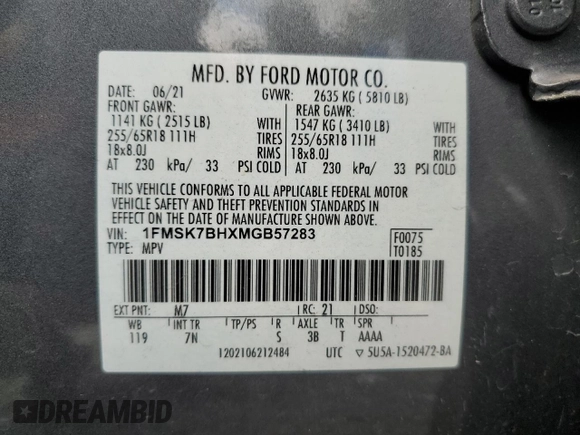 MFD. BY FORD MOTOR CO.
DATE: 06/21 GVWR: 2635 KG ( 5810 LB)
FRONT GAWR: REAR GAWR:
1141 KG ( 2515 LB) WITH 1547 KG ( 3410 LB) WITH
255/65R18 111H TIRES 255/65R18 111H TIRES
18x8.0J RIMS 18x8.0J RIMS
AT 230 kPa/ 33 PSI COLD AT 230 kPa/ 33 PSI COLD
THIS VEHICLE CONFORMS TO ALL APPLICABLE FEDERAL MOTOR
VEHICLE SAFETY AND THEFT PREVENTION STANDARDS IN
EFFECT ON THE DATE OF MANUFACTURE SHOWN ABOVE.
VIN: 1FMSK7BHXMGB57283 F0075
TYPE: MPV T0185
EXT PNT: M7 RC: 21 DSO:
WB INT TR TP/PS R AXLE TR SPR
119 7N S 3B T AAAA
1202106212484 UTC ▽ 5U5A-1520472-BA
DREAMBID